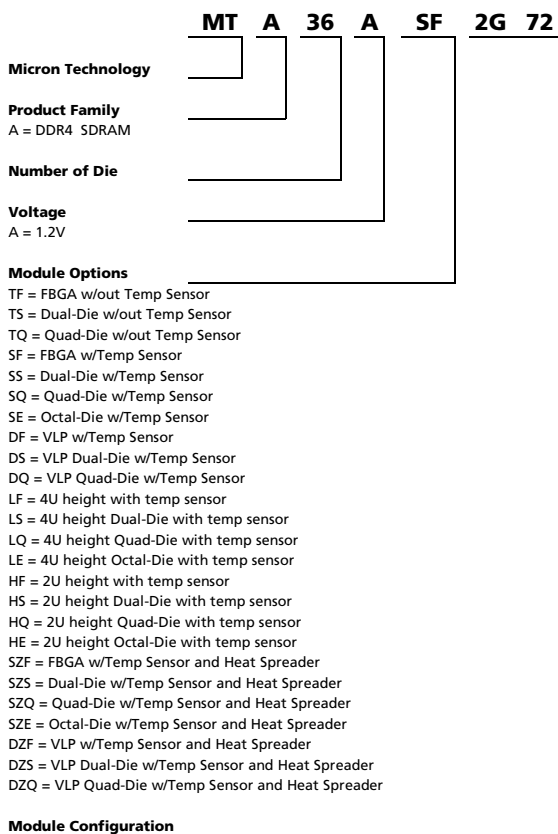 MT A 36 A SF 2G 72
Micron Technology
Product Family
A = DDR4 SDRAM
Number of Die
Voltage
A = 1.2V
Module Options
TF = FBGA w/out Temp Sensor
TS = Dual-Die w/out Temp Sensor
TQ = Quad-Die w/out Temp Sensor
SF = FBGA w/Temp Sensor
SS = Dual-Die w/Temp Sensor
SQ = Quad-Die w/Temp Sensor
SE = Octal-Die w/Temp Sensor
DF = VLP w/Temp Sensor
DS = VLP Dual-Die w/Temp Sensor
DQ = VLP Quad-Die w/Temp Sensor
LF = 4U height with temp sensor
LS = 4U height Dual-Die with temp sensor
LQ = 4U height Quad-Die with temp sensor
LE = 4U height Octal-Die with temp sensor
HF = 2U height with temp sensor
HS = 2U height Dual-Die with temp sensor
HQ = 2U height Quad-Die with temp sensor
HE = 2U height Octal-Die with temp sensor
SZF = FBGA w/Temp Sensor and Heat Spreader
SZS = Dual-Die w/Temp Sensor and Heat Spreader
SZQ = Quad-Die w/Temp Sensor and Heat Spreader
SZE = Octal-Die w/Temp Sensor and Heat Spreader
DZF = VLP w/Temp Sensor and Heat Spreader
DZS = VLP Dual-Die w/Temp Sensor and Heat Spreader
DZQ = VLP Quad-Die w/Temp Sensor and Heat Spreader
Module Configuration